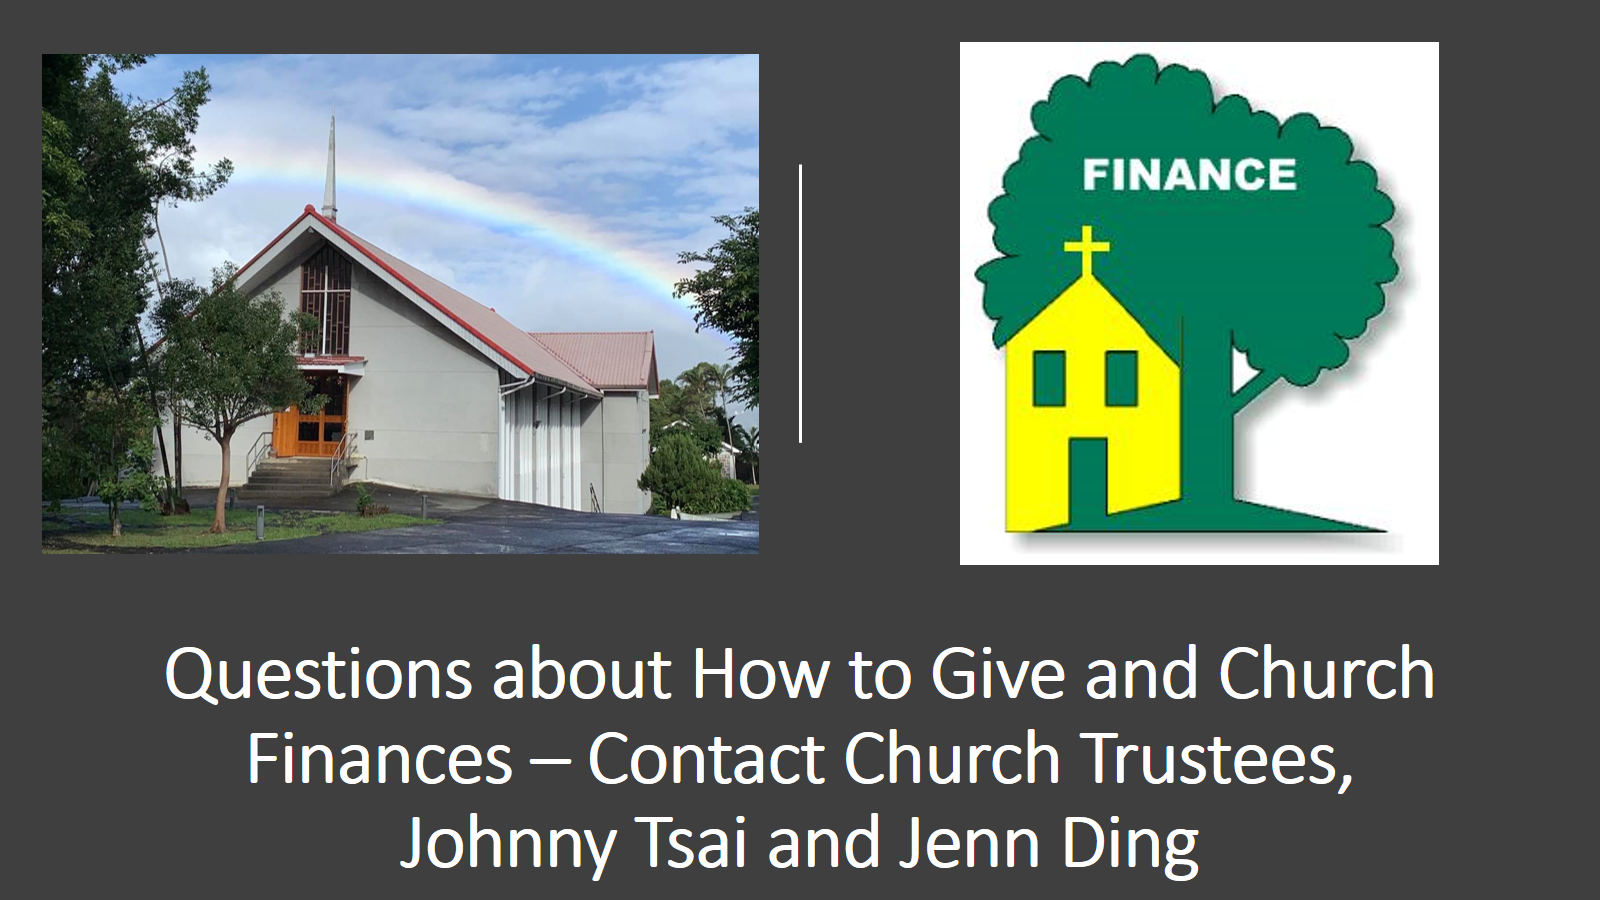 FINANCE
Questions about How to Give and Church
Finances – Contact Church Trustees,
Johnny Tsai and Jenn Ding